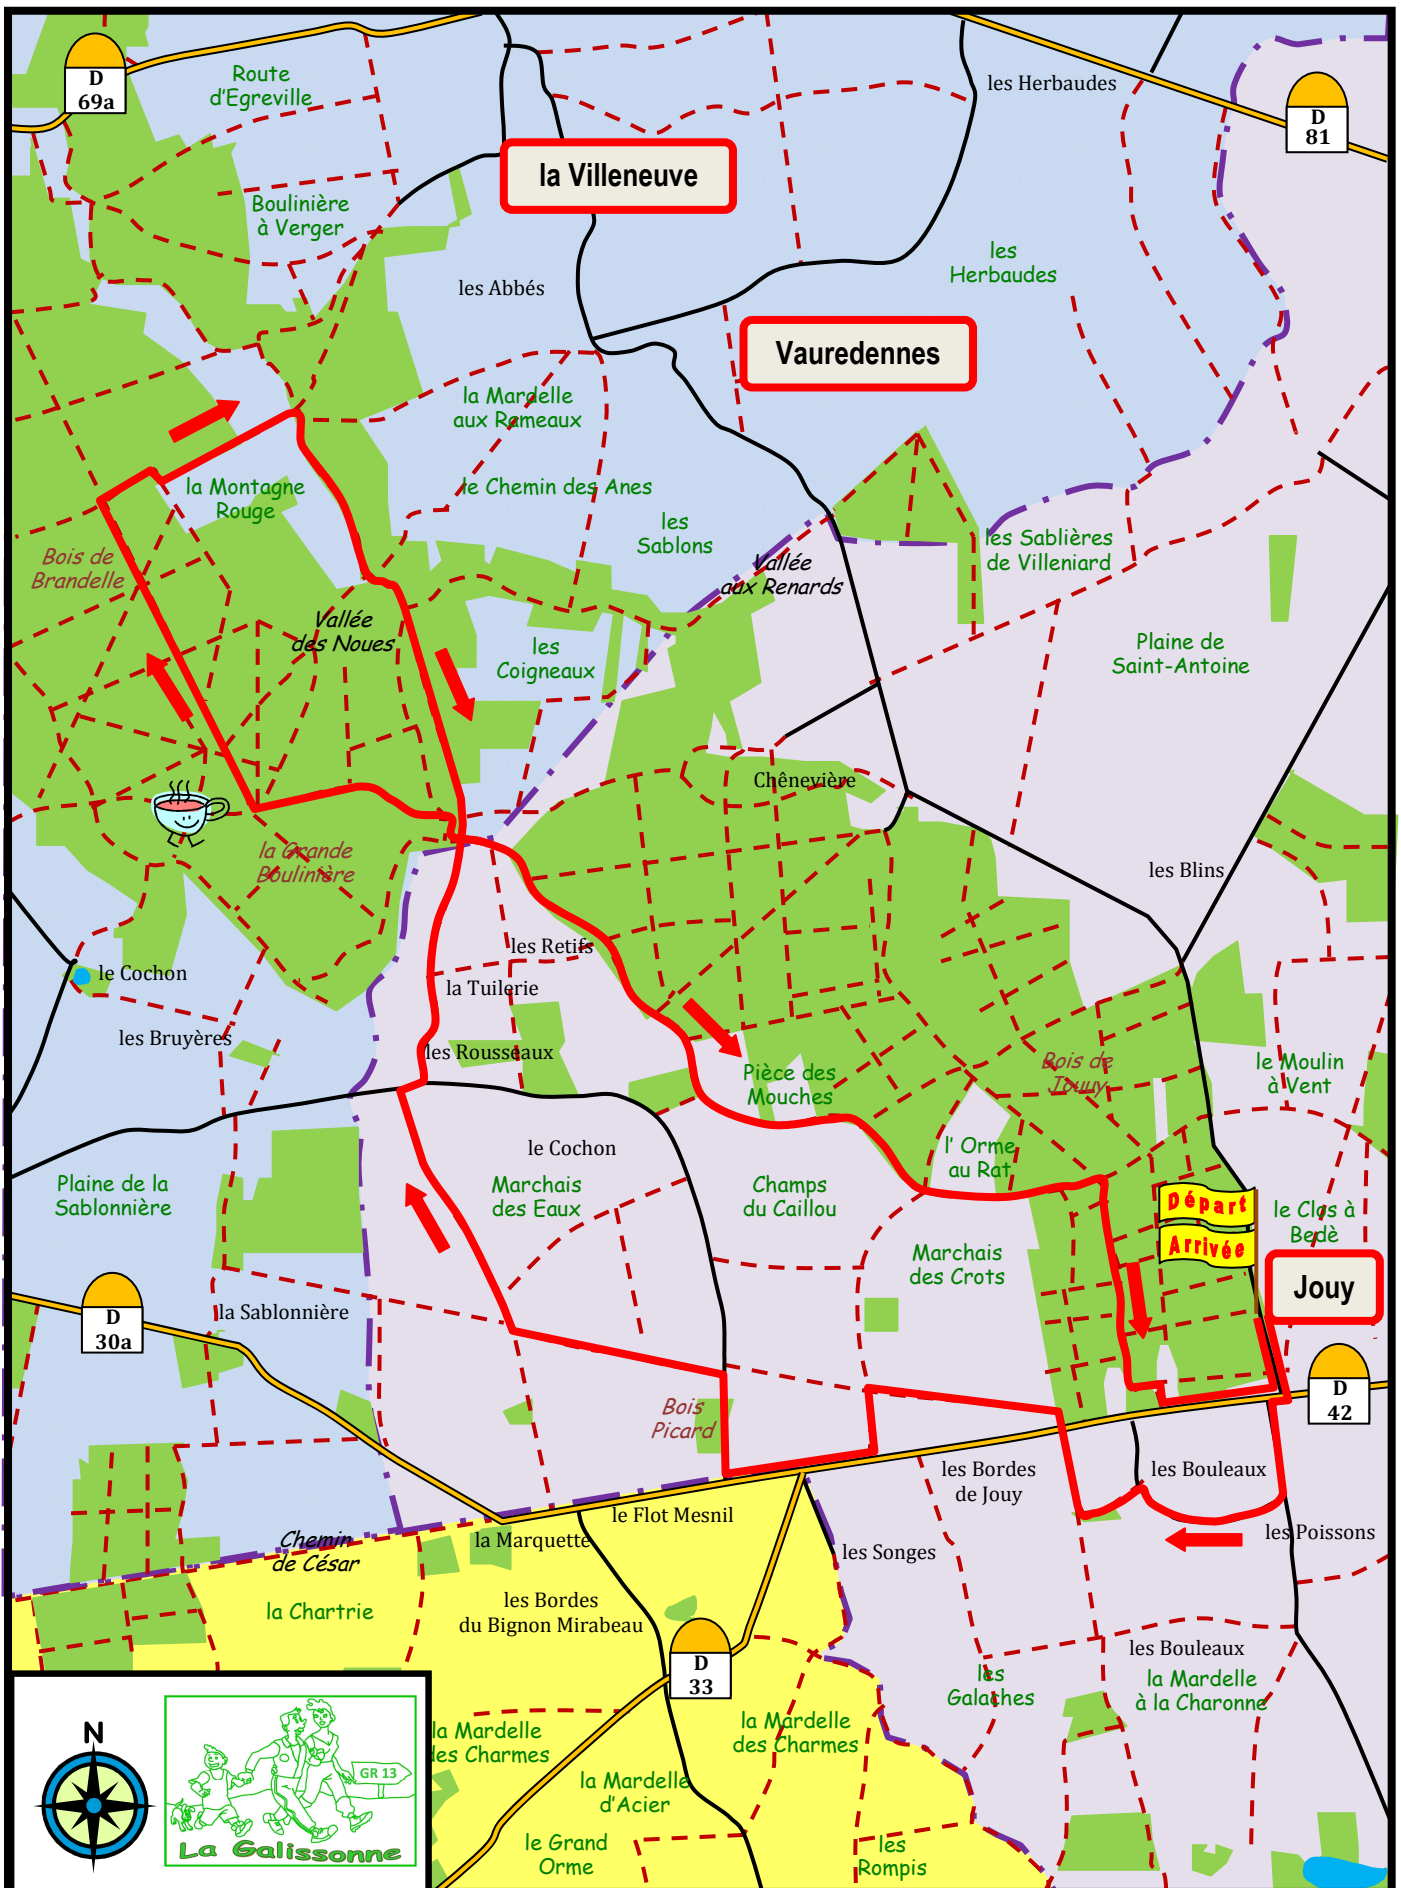 D
69a
Route
d'Egreville
les Herbaudes
D
81
la Villeneuve
Boulinière
à Verger
les
Herbaudes
les Abbés
Vauredennes
la Mardelle
aux Rameaux
la Montagne
Rouge
le Chemin des Anes
les
Sablons
les Sablières
de Villeniard
Bois de
Brandelle
Vallée
aux Renards
Vallée
des Noues
les
Coigneaux
Plaine de
Saint-Antoine
Chênevière
la Grande
Boulinière
les Blins
les Retifs
le Cochon
la Tuilerie
les Bruyères
les Rousseaux
Pièce des
Mouches
Bois de
Jouuy
le Moulin
à Vent
le Cochon
l' Orme
au Rat
Plaine de la
Sablonnière
Marchais
des Eaux
Champs
du Caillou
Départ
Arrivée
le Clos à
Bedè
Marchais
des Crots
Jouy
D
30a
la Sablonnière
D
42
Bois
Picard
les Bordes
de Jouy
les Bouleaux
le Flot Mesnil
les Poissons
la Marquette
Chemin
de César
les Songes
la Chartrie
les Bordes
du Bignon Mirabeau
D
33
les Bouleaux
les
Galaches
la Mardelle
à la Charonne
N
GR 13
La Galissonne
la Mardelle
des Charmes
la Mardelle
des Charmes
la Mardelle
d'Acier
le Grand
Orme
les
Rompis